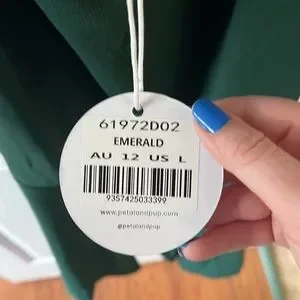 61972D02
EMERALD
AU 12 US L
9357425033399
www.petalandpup.com
@petalandpup